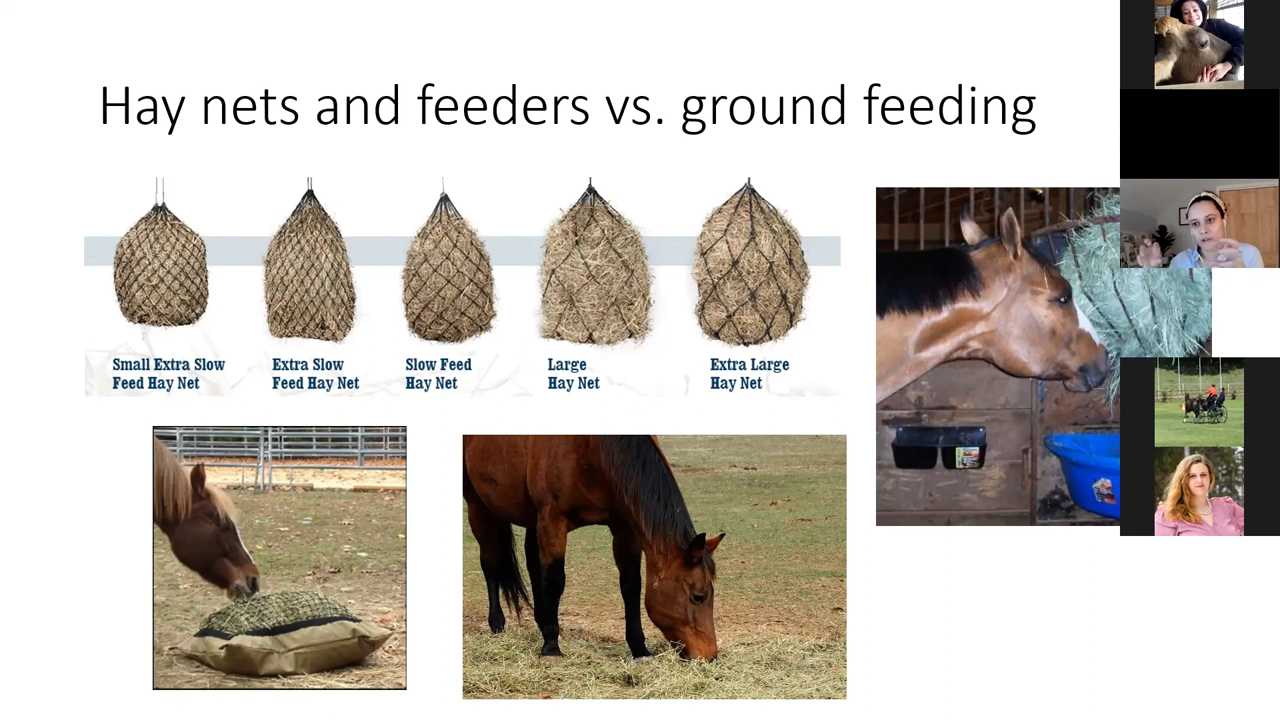 Hay nets and feeders vs. ground feeding
Small Extra Slow
Feed Hay Net
Extra Slow
Feed Hay Net
Slow Feed
Hay Net
Large
Hay Net
Extra Large
Hay Net